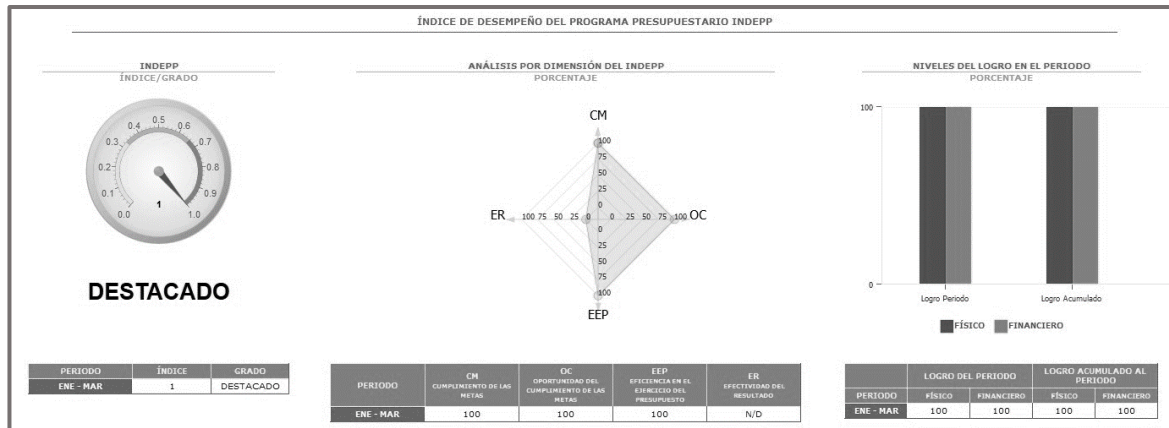 ÍNDICE DE DESEMPEÑO DEL PROGRAMA PRESUPUESTARIO INDEPP
INDEPP
ÍNDICE/GRADO
0.0 0.1 0.2 0.3 0.4 0.5 0.6 0.7 0.8 0.9 1.0
1
DESTACADO
PERIODO ÍNDICE GRADO
ENE - MAR 1 DESTACADO
ANÁLISIS POR DIMENSIÓN DEL INDEPP
PORCENTAJE
CM
100
75
50
25
0
ER 100 75 50 25 0 0 25 50 75 100 OC
0
25
50
75
100
EEP
PERIODO
CM
CUMPLIMIENTO DE LAS
METAS
OC
OPORTUNIDAD DEL
CUMPLIMIENTO DE LAS
METAS
EEP
EFICIENCIA EN EL
EJERCICIO DEL
PRESUPUESTO
ER
EFECTIVIDAD DEL
RESULTADO
ENE - MAR 100 100 100 N/D
NIVELES DEL LOGRO EN EL PERIODO
PORCENTAJE
100
0
Logro Periodo Logro Acumulado
FÍSICO FINANCIERO
LOGRO DEL PERIODO
LOGRO ACUMULADO AL
PERIODO
PERIODO FÍSICO FINANCIERO FÍSICO FINANCIERO
ENE - MAR 100 100 100 100